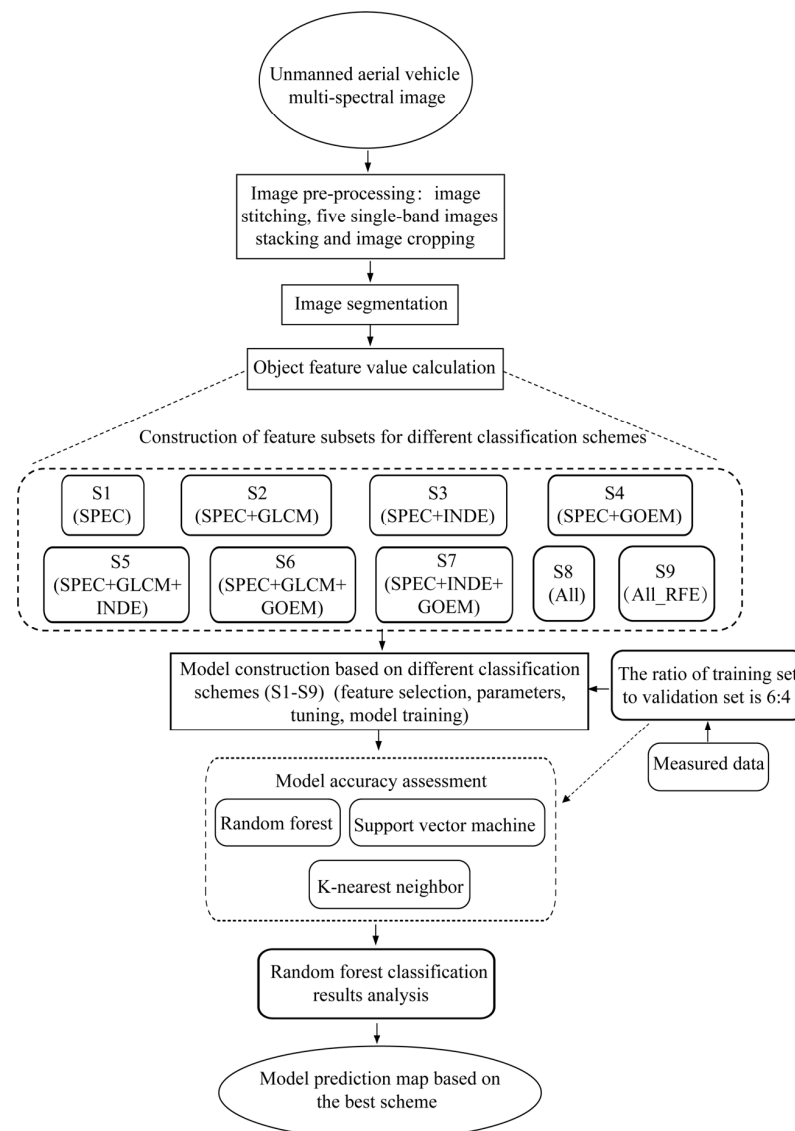 Unmanned aerial vehicle
multi-spectral image
Image pre-processing: image
stitching, five single-band images
stacking and image cropping
Image segmentation
Object feature value calculation
Construction of feature subsets for different classification schemes
S1
(SPEC)
S2
(SPEC+GLCM)
S3
(SPEC+INDE)
S4
(SPEC+GOEM)
S5
(SPEC+GLCM+
INDE)
S6
(SPEC+GLCM+
GOEM)
S7
(SPEC+INDE+
GOEM)
S8
(All)
S9
(All_RFE)
Model construction based on different classification
schemes (S1-S9) (feature selection, parameters,
tuning, model training)
The ratio of training set
to validation set is 6:4
Measured data
Model accuracy assessment
Random forest
Support vector machine
K-nearest neighbor
Random forest classification
results analysis
Model prediction map based on
the best scheme